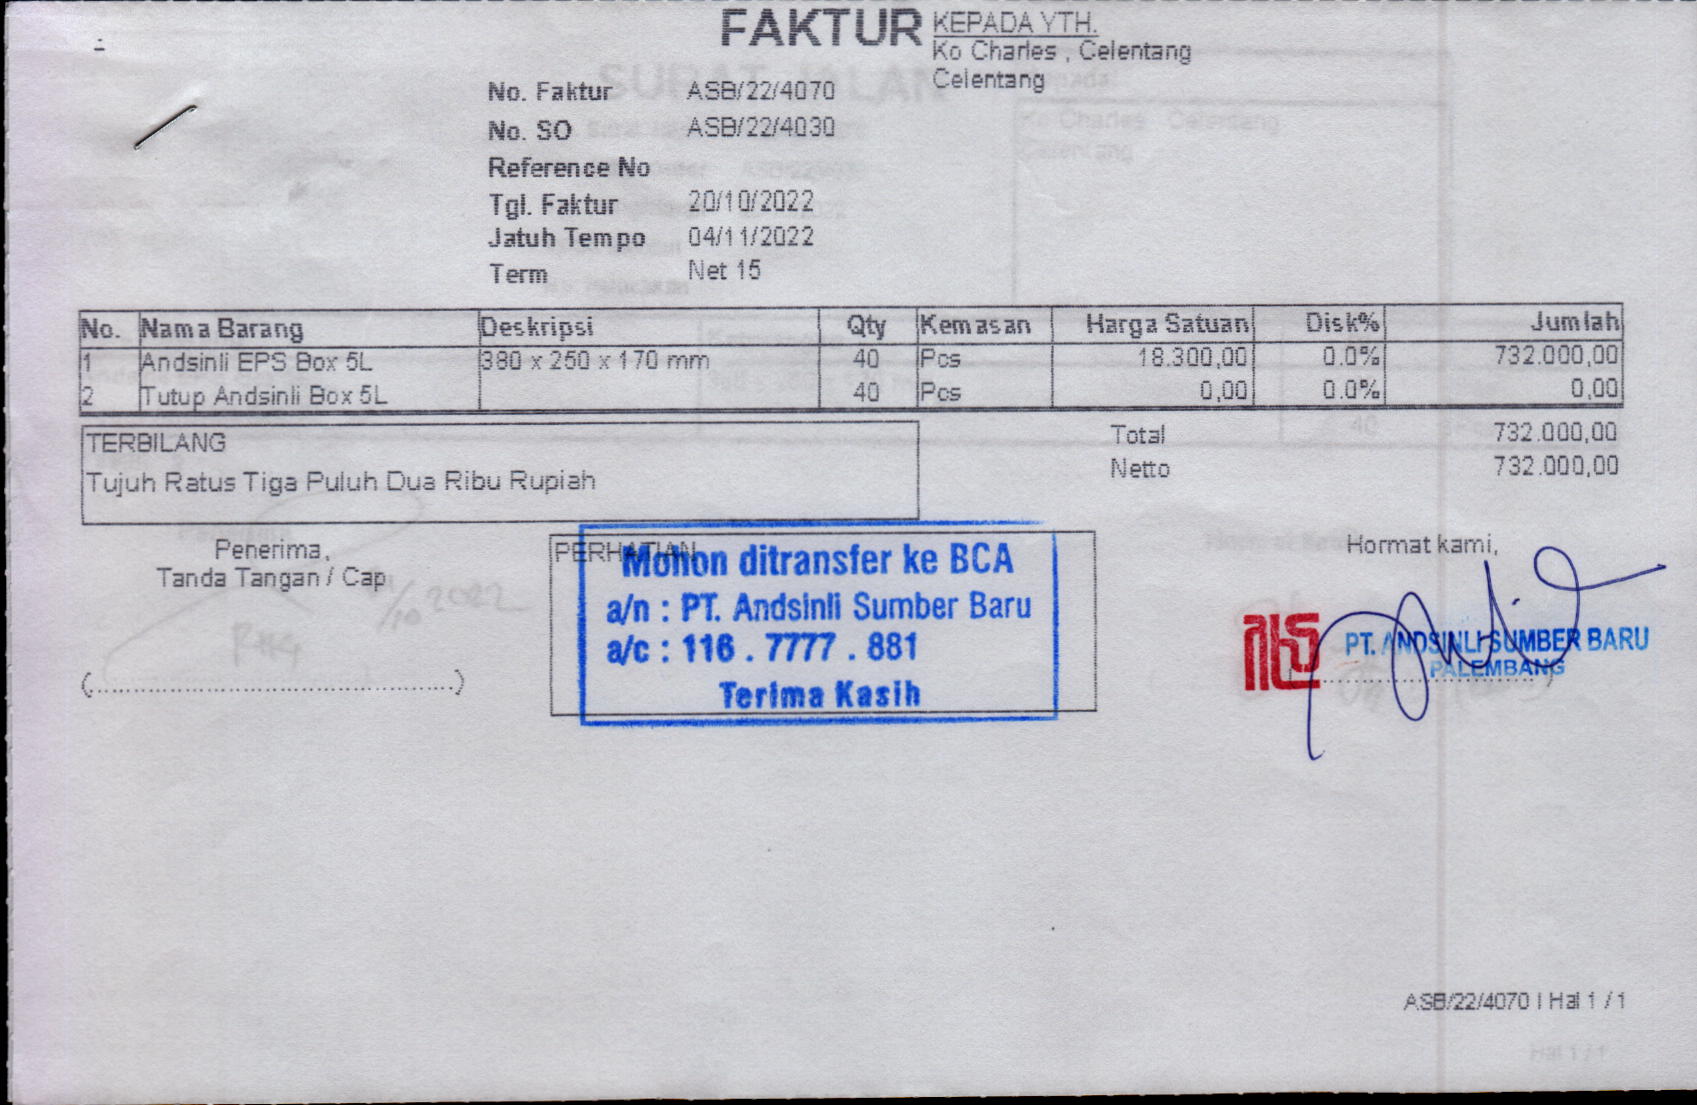 FAKTUR
KEPADA YTH.
Ko Charles , Celentang
Celentang
No. Faktur ASB/22/4070
No. SO ASB/22/4030
Reference No
Tgl. Faktur 20/10/2022
Jatuh Tempo 04/11/2022
Term Net 15
No. Nama Barang Deskripsi Qty Kemasan Harga Satuan Disk% Jumlah
1 Andsinli EPS Box 5L 380 x 250 x 170 mm 40 Pcs 18.300,00 0.0% 732.000,00
2 Tutup Andsinli Box 5L 40 Pcs 0,00 0.0% 0,00
TERBILANG
Tujuh Ratus Tiga Puluh Dua Ribu Rupiah
Total 732.000,00
Netto 732.000,00
Penerima,
Tanda Tangan / Cap
(..........................................................)
PERHATIAN
Mohon ditransfer ke BCA
a/n : PT. Andsinli Sumber Baru
a/c : 116 . 7777 . 881
Terima Kasih
Hormat kami,
PT. ANDSINLI SUMBER BARU
PALEMBANG
ASB/22/4070 | Hal 1 / 1
Hal 1 / 1